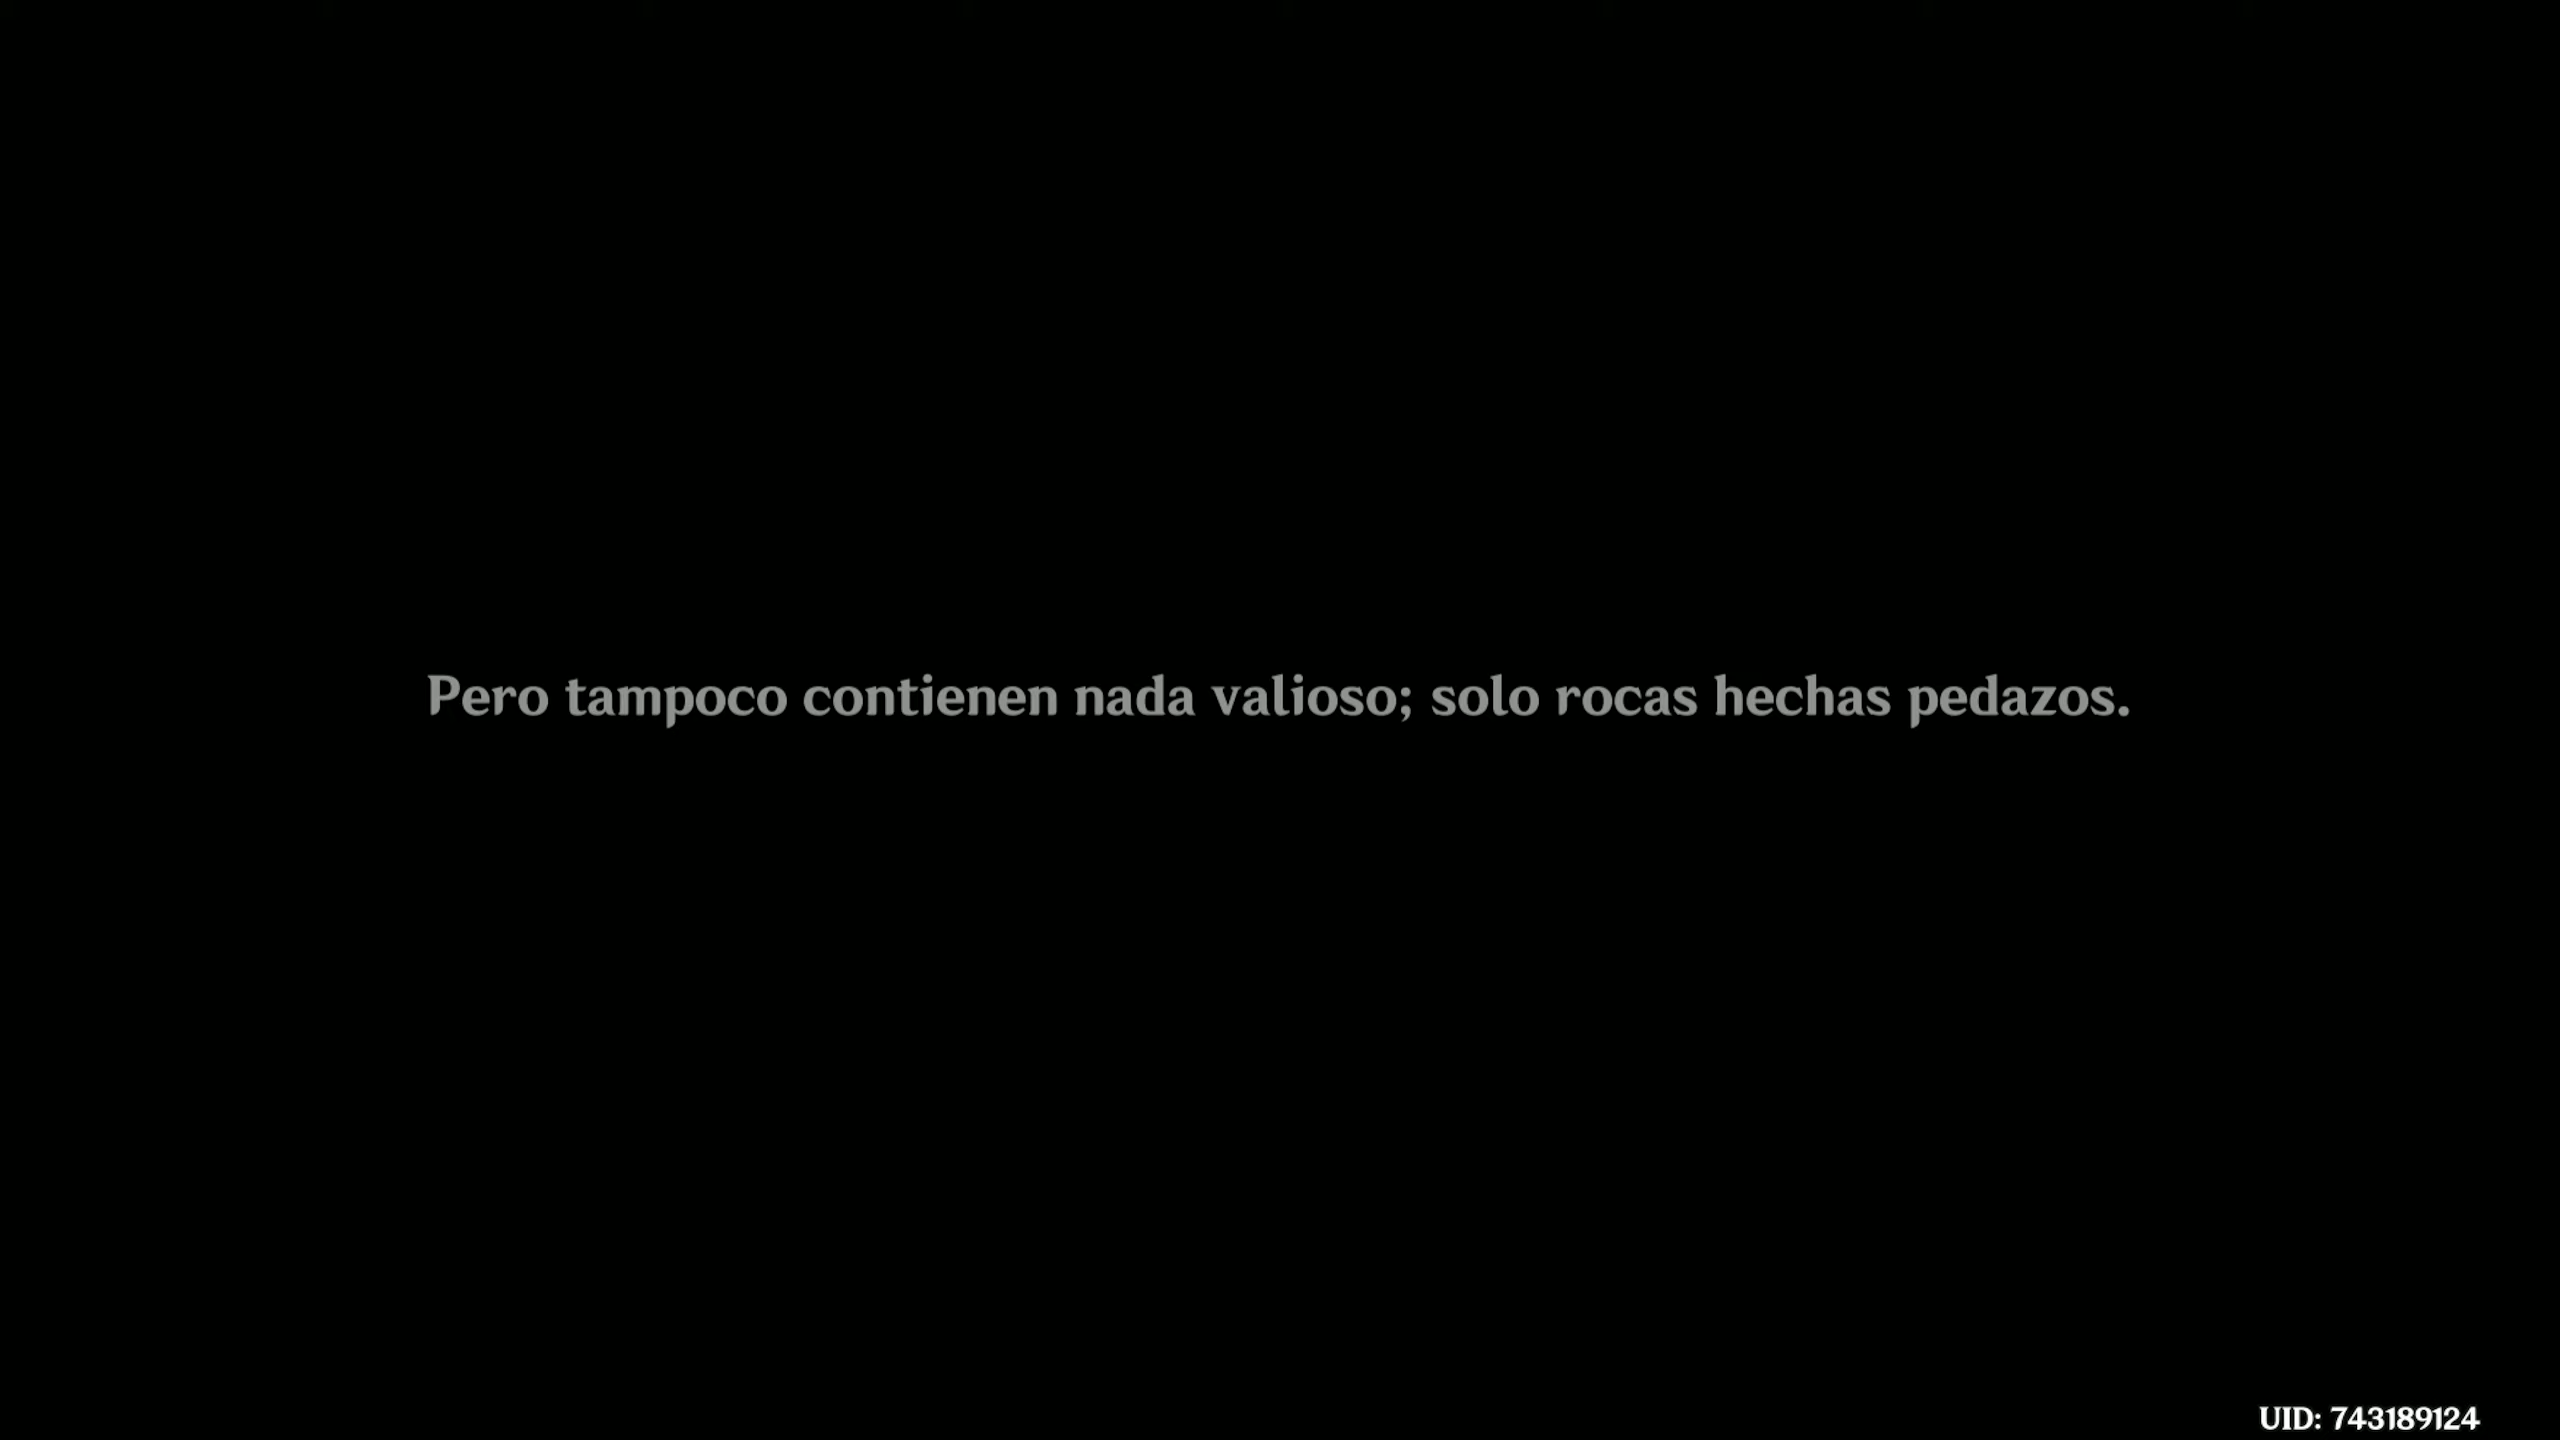 Pero tampoco contienen nada valioso; solo rocas hechas pedazos.
UID: 743189124